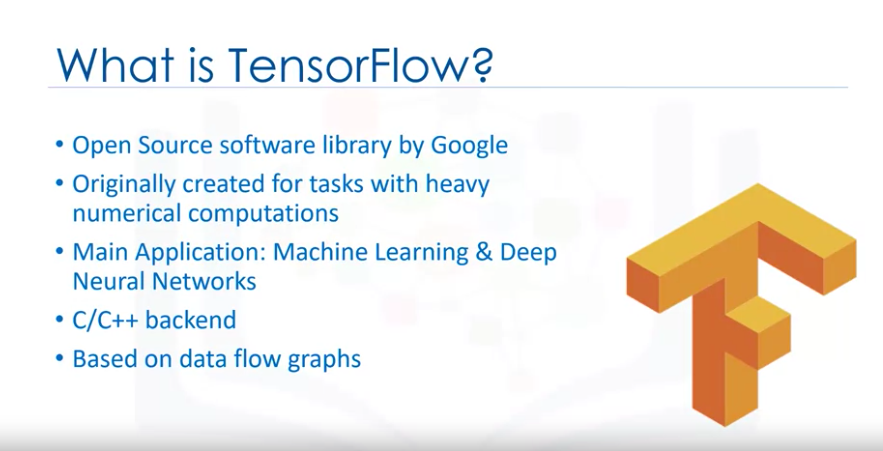 What is TensorFlow?
• Open Source software library by Google
• Originally created for tasks with heavy
numerical computations
• Main Application: Machine Learning & Deep
Neural Networks
• C/C++ backend
• Based on data flow graphs